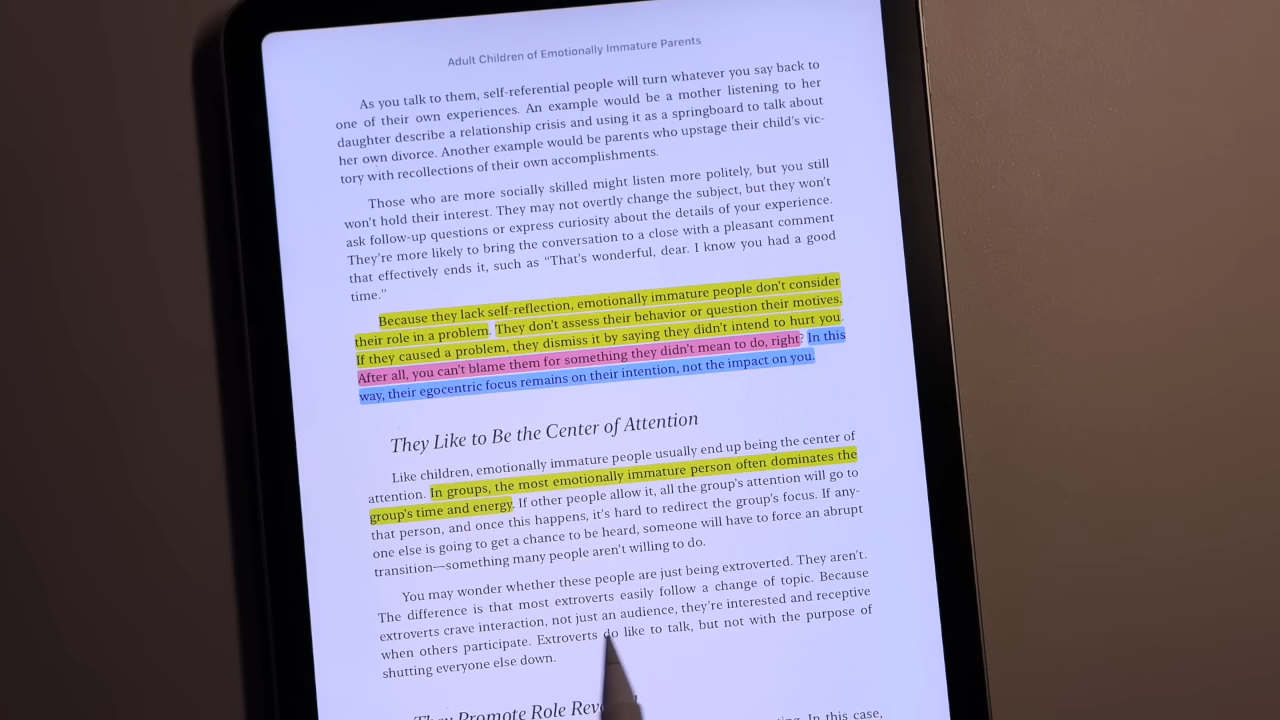 Adult Children of Emotionally Immature Parents
As you talk to them, self-referential people will turn whatever you say back to
one of their own experiences. An example would be a mother listening to her
daughter describe a relationship crisis and using it as a springboard to talk about
her own divorce. Another example would be parents who upstage their child's vic-
tory with recollections of their own accomplishments.
Those who are more socially skilled might listen more politely, but you still
won't hold their interest. They may not overtly change the subject, but they won't
ask follow-up questions or express curiosity about the details of your experience.
They're more likely to bring the conversation to a close with a pleasant comment
that effectively ends it, such as “That's wonderful, dear. I know you had a good
time.”
Because they lack self-reflection, emotionally immature people don't consider
their role in a problem. They don't assess their behavior or question their motives.
If they caused a problem, they dismiss it by saying they didn't intend to hurt you.
After all, you can't blame them for something they didn't mean to do, right? In this
way, their egocentric focus remains on their intention, not the impact on you.
They Like to Be the Center of Attention
Like children, emotionally immature people usually end up being the center of
attention. In groups, the most emotionally immature person often dominates the
group's time and energy. If other people allow it, all the group's attention will go to
that person, and once this happens, it's hard to redirect the group's focus. If any-
one else is going to get a chance to be heard, someone will have to force an abrupt
transition—something many people aren't willing to do.
You may wonder whether these people are just being extroverted. They aren't.
The difference is that most extroverts easily follow a change of topic. Because
extroverts crave interaction, not just an audience, they're interested and receptive
when others participate. Extroverts do like to talk, but not with the purpose of
shutting everyone else down.
They Promote Role
In this case,